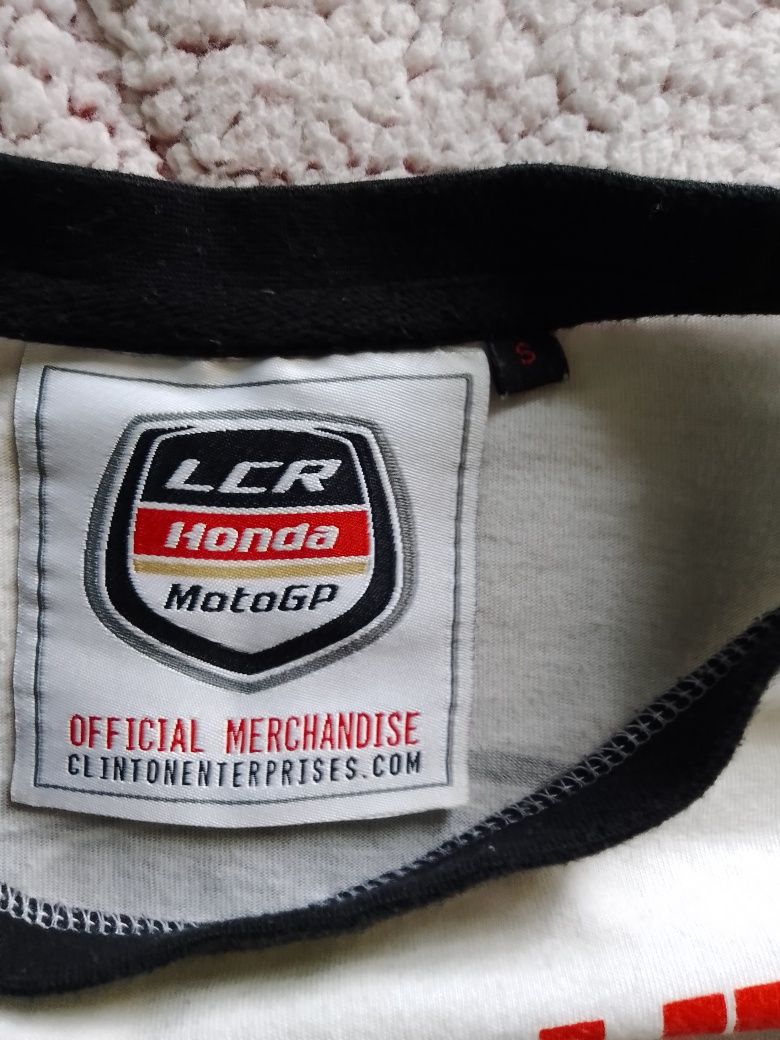 S
LCR
Honda
MotoGP
OFFICIAL MERCHANDISE
CLINTONENTERPRISES.COM